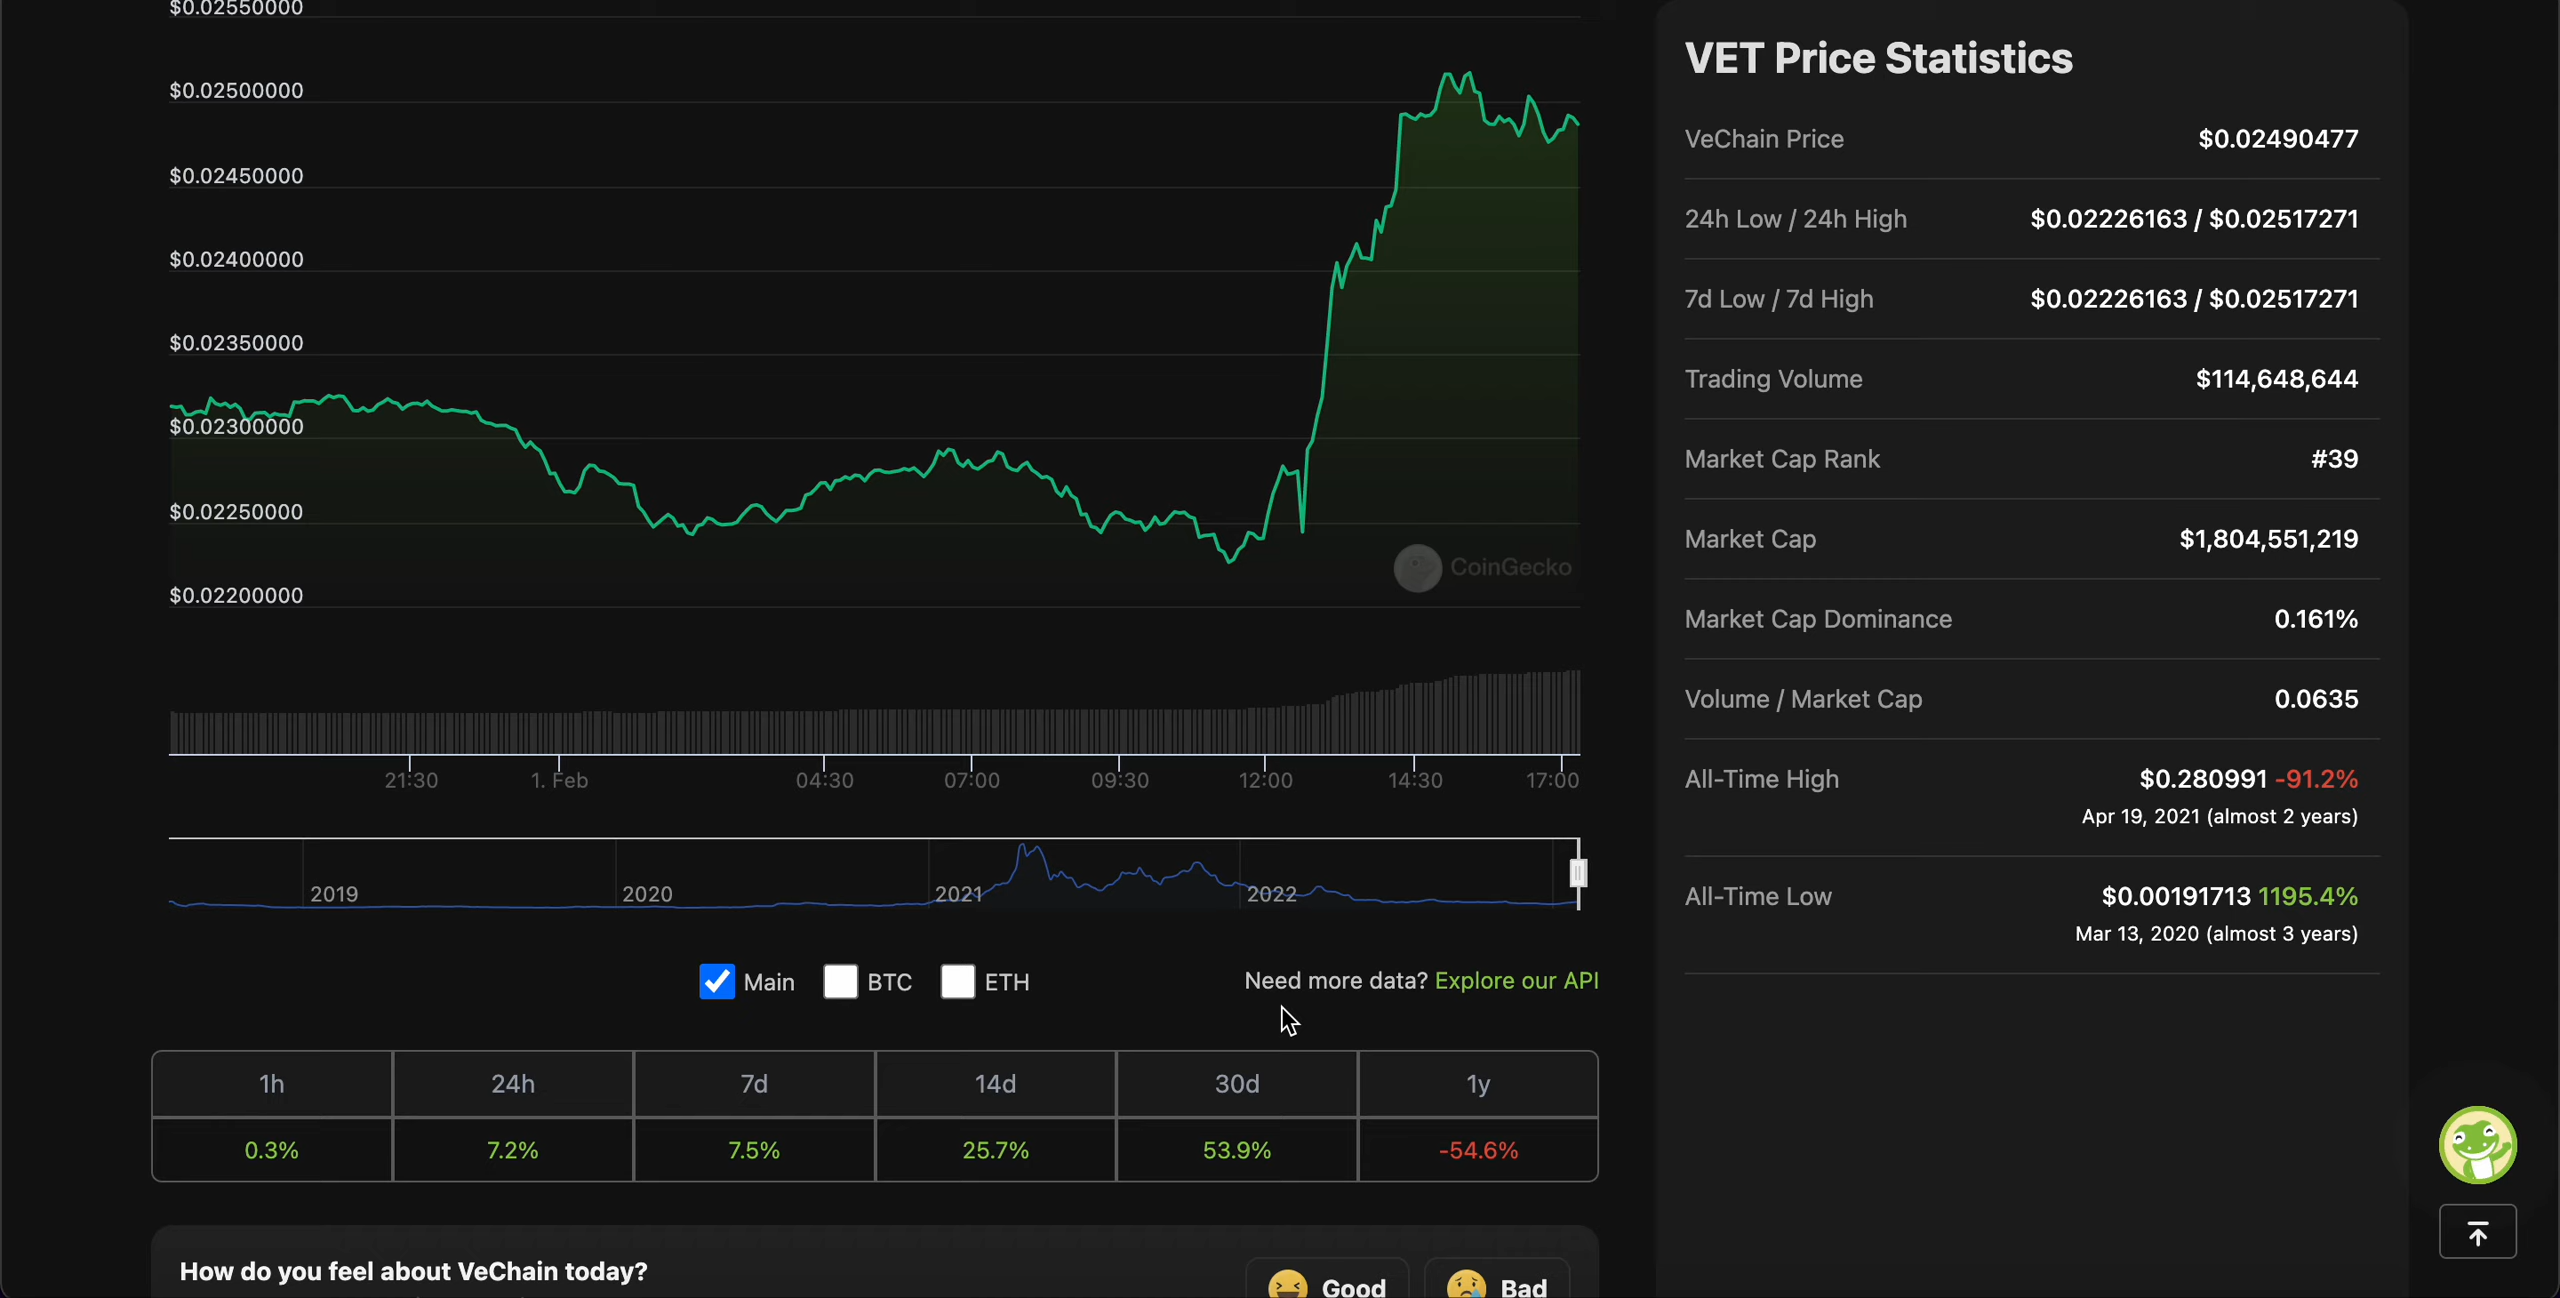 $0.02550000
$0.02500000
$0.02450000
$0.02400000
$0.02350000
$0.02300000
$0.02250000
$0.02200000
CoinGecko
21:30 1. Feb 04:30 07:00 09:30 12:00 14:30 17:00
2019 2020 2021 2022
Main BTC ETH
Need more data? Explore our API
1h 24h 7d 14d 30d 1y
0.3% 7.2% 7.5% 25.7% 53.9% -54.6%
How do you feel about VeChain today?
Good Bad
VET Price Statistics
VeChain Price $0.02490477
24h Low / 24h High $0.02226163 / $0.02517271
7d Low / 7d High $0.02226163 / $0.02517271
Trading Volume $114,648,644
Market Cap Rank #39
Market Cap $1,804,551,219
Market Cap Dominance 0.161%
Volume / Market Cap 0.0635
All-Time High $0.280991 -91.2%
Apr 19, 2021 (almost 2 years)
All-Time Low $0.00191713 1195.4%
Mar 13, 2020 (almost 3 years)